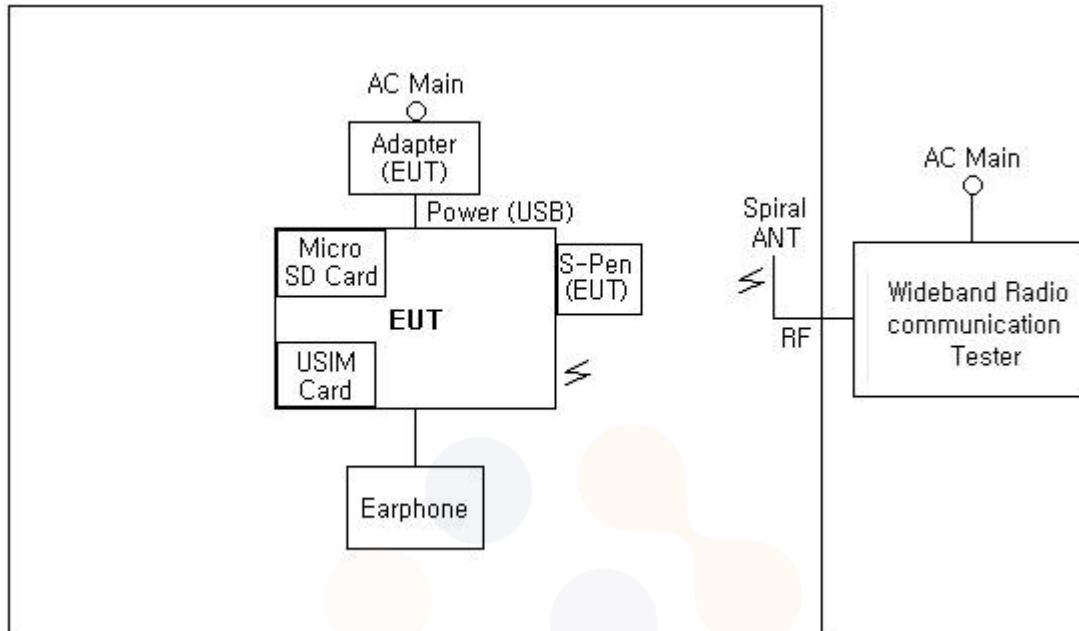 AC Main
Adapter
(EUT)
Power (USB)
Micro
SD Card
S-Pen
(EUT)
EUT
USIM
Card
Earphone
Spiral
ANT
RF
AC Main
Wideband Radio
communication
Tester